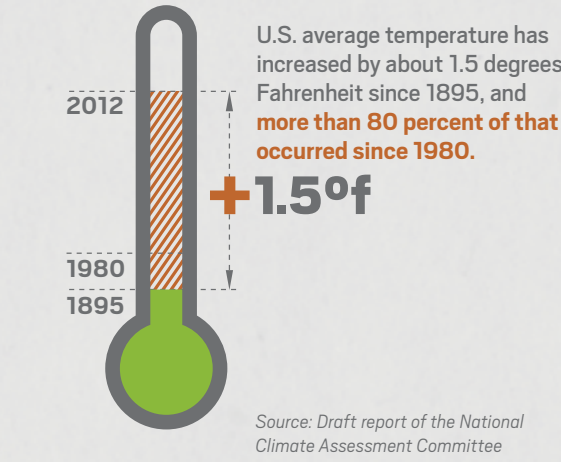 U.S. average temperature has
increased by about 1.5 degrees
Fahrenheit since 1895, and
more than 80 percent of that
occurred since 1980.
2012
+1.5ºf
1980
1895
Source: Draft report of the National
Climate Assessment Committee